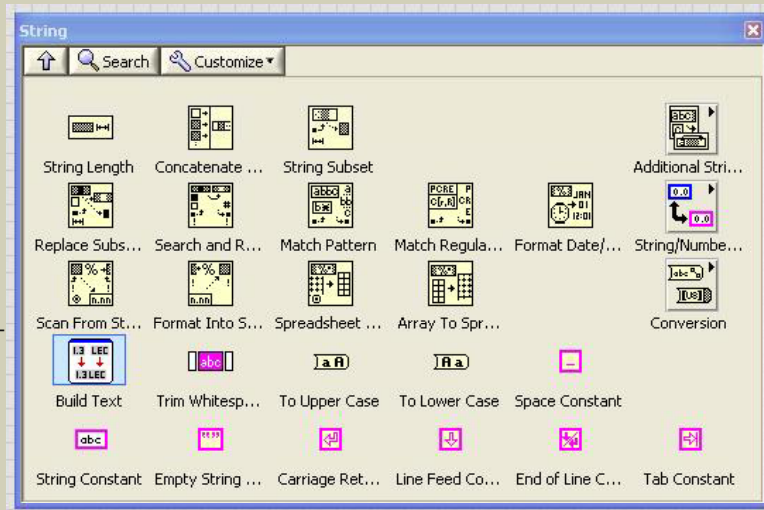 String
Search Customize
String Length Concatenate ... String Subset Additional Stri...
Replace Subs... Search and R... Match Pattern Match Regula... Format Date/... String/Numbe...
Scan From St... Format Into S... Spreadsheet ... Array To Spr... Conversion
Build Text Trim Whitesp... To Upper Case To Lower Case Space Constant
String Constant Empty String ... Carriage Ret... Line Feed Co... End of Line C... Tab Constant